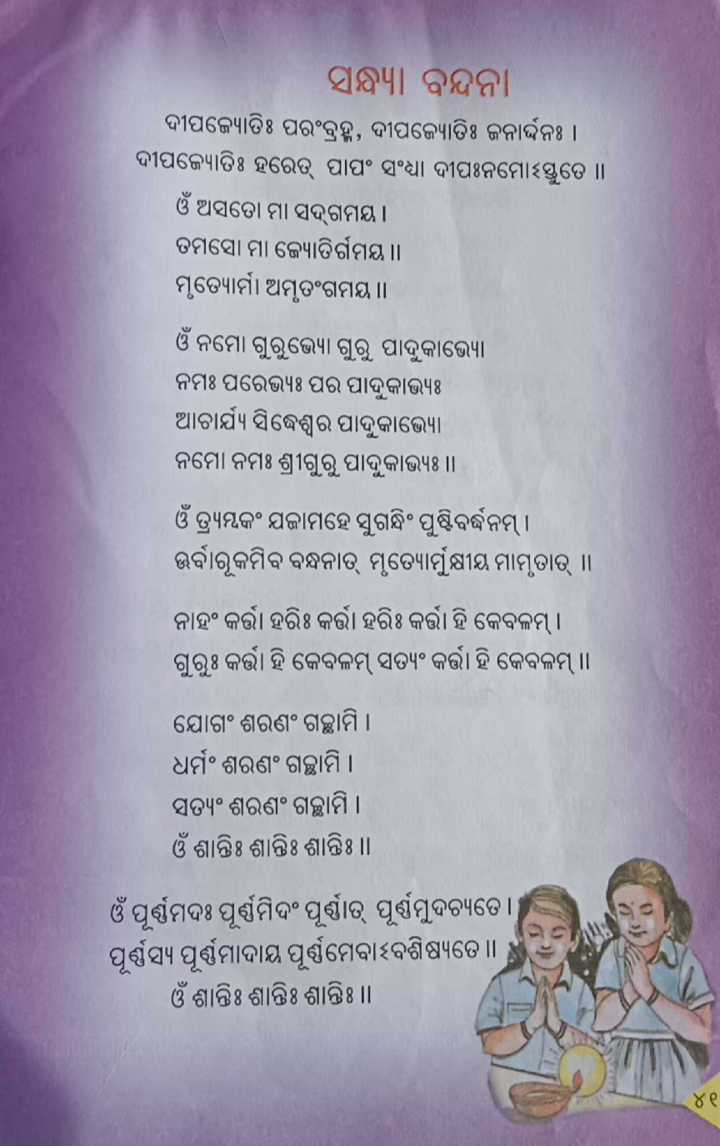 ସନ୍ଧ୍ୟା ବନ୍ଦନା
ଦୀପଜ୍ୟୋତିଃ ପରଂବ୍ରହ୍ମ, ଦୀପଜ୍ୟୋତିଃ ଜନାର୍ଦ୍ଦନଃ ।
ଦୀପଜ୍ୟୋତିଃ ହରେତ୍ ପାପଂ ସଂଧ୍ୟା ଦୀପଃନମୋଽସ୍ତୁତେ ॥
ଓଁ ଅସତୋ ମା ସଦ୍‌ଗମୟ ।
ତମସୋ ମା ଜ୍ୟୋତିର୍ଗମୟ ॥
ମୃତ୍ୟୋର୍ମା ଅମୃତଂଗମୟ ॥
ଓଁ ନମୋ ଗୁରୁଭ୍ୟୋ ଗୁରୁ ପାଦୁକାଭ୍ୟୋ
ନମଃ ପରେଭ୍ୟଃ ପର ପାଦୁକାଭ୍ୟଃ
ଆଚାର୍ଯ୍ୟ ସିଦ୍ଧେଶ୍ୱର ପାଦୁକାଭ୍ୟୋ
ନମୋ ନମଃ ଶ୍ରୀଗୁରୁ ପାଦୁକାଭ୍ୟଃ ॥
ଓଁ ତ୍ର୍ୟମ୍ୱକଂ ଯଜାମହେ ସୁଗନ୍ଧିଂ ପୁଷ୍ଟିବର୍ଦ୍ଧନମ୍ ।
ଊର୍ବାରୂକମିବ ବନ୍ଧନାତ୍ ମୃତ୍ୟୋର୍ମୁକ୍ଷୀୟ ମାମୃତାତ୍ ॥
ନାହଂ କର୍ତ୍ତା ହରିଃ କର୍ତ୍ତା ହରିଃ କର୍ତ୍ତା ହି କେବଳମ୍ ।
ଗୁରୁଃ କର୍ତ୍ତା ହି କେବଳମ୍ ସତ୍ୟଂ କର୍ତ୍ତା ହି କେବଳମ୍ ॥
ଯୋଗଂ ଶରଣଂ ଗଚ୍ଛାମି ।
ଧର୍ମଂ ଶରଣଂ ଗଚ୍ଛାମି ।
ସତ୍ୟଂ ଶରଣଂ ଗଚ୍ଛାମି ।
ଓଁ ଶାନ୍ତିଃ ଶାନ୍ତିଃ ଶାନ୍ତିଃ ॥
ଓଁ ପୂର୍ଣ୍ଣମଦଃ ପୂର୍ଣ୍ଣମିଦଂ ପୂର୍ଣ୍ଣାତ୍ ପୂର୍ଣ୍ଣମୁଦଚ୍ୟତେ ।
ପୂର୍ଣ୍ଣସ୍ୟ ପୂର୍ଣ୍ଣମାଦାୟ ପୂର୍ଣ୍ଣମେବାଽବଶିଷ୍ୟତେ ॥
ଓଁ ଶାନ୍ତିଃ ଶାନ୍ତିଃ ଶାନ୍ତିଃ ॥
୪୧